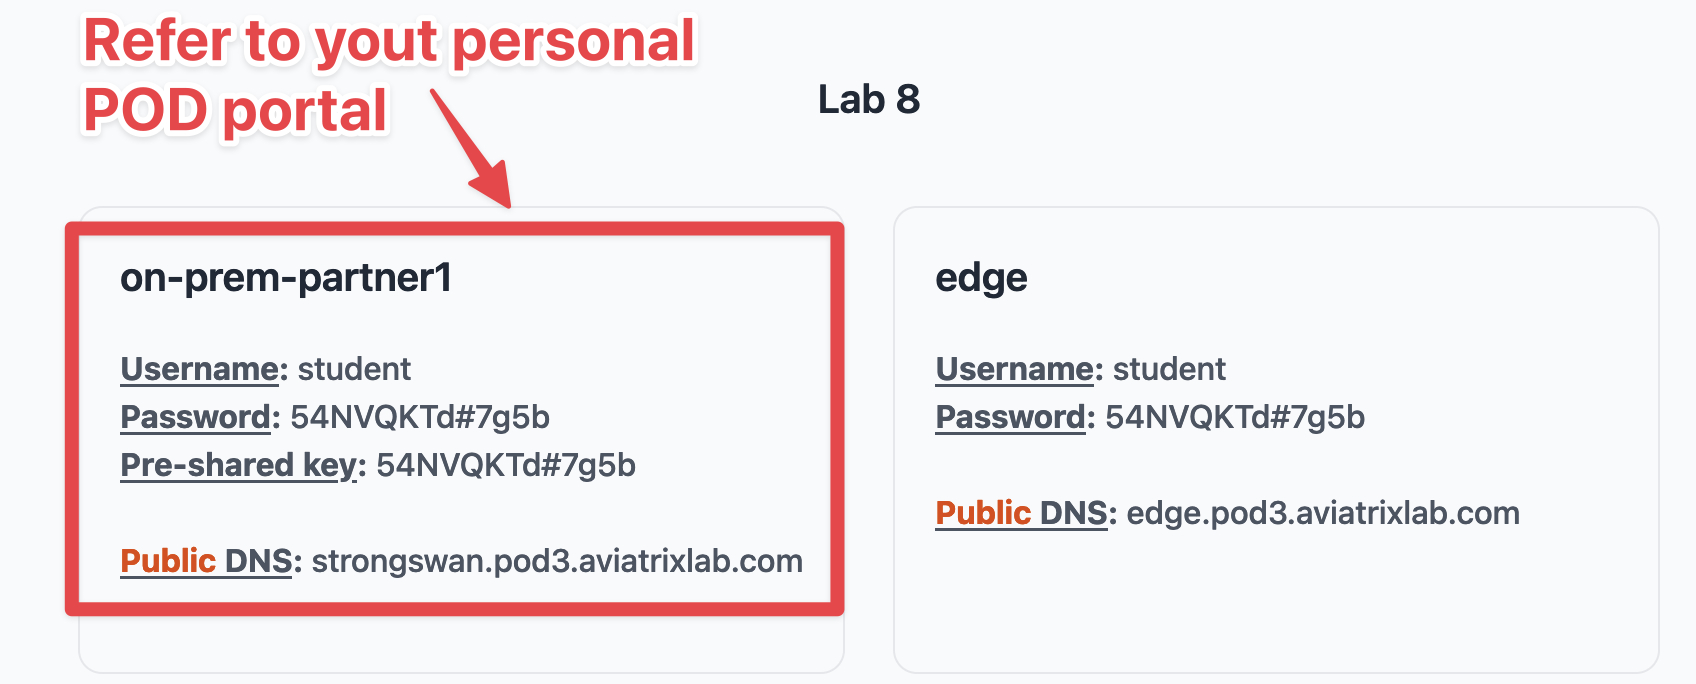 Refer to yout personal
POD portal
Lab 8
on-prem-partner1
Username: student
Password: 54NVQKTd#7g5b
Pre-shared key: 54NVQKTd#7g5b
Public DNS: strongswan.pod3.aviatrixlab.com
edge
Username: student
Password: 54NVQKTd#7g5b
Public DNS: edge.pod3.aviatrixlab.com